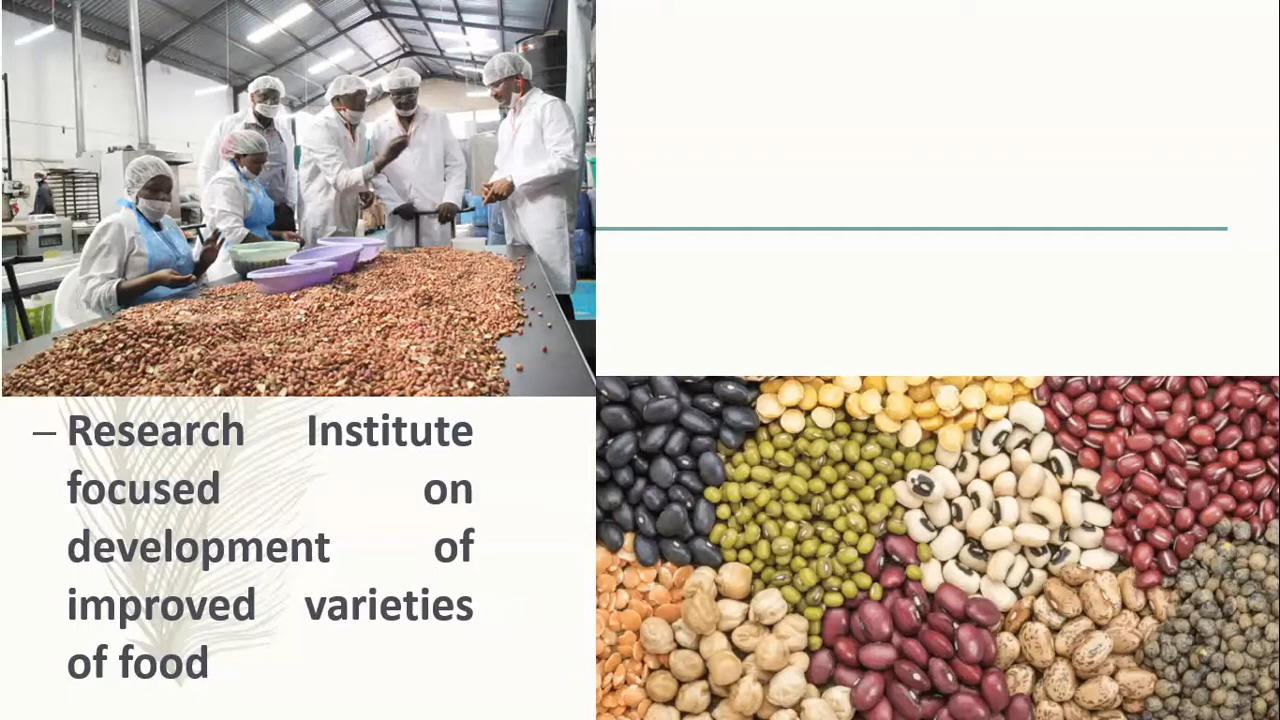 – Research Institute
focused on
development of
improved varieties
of food